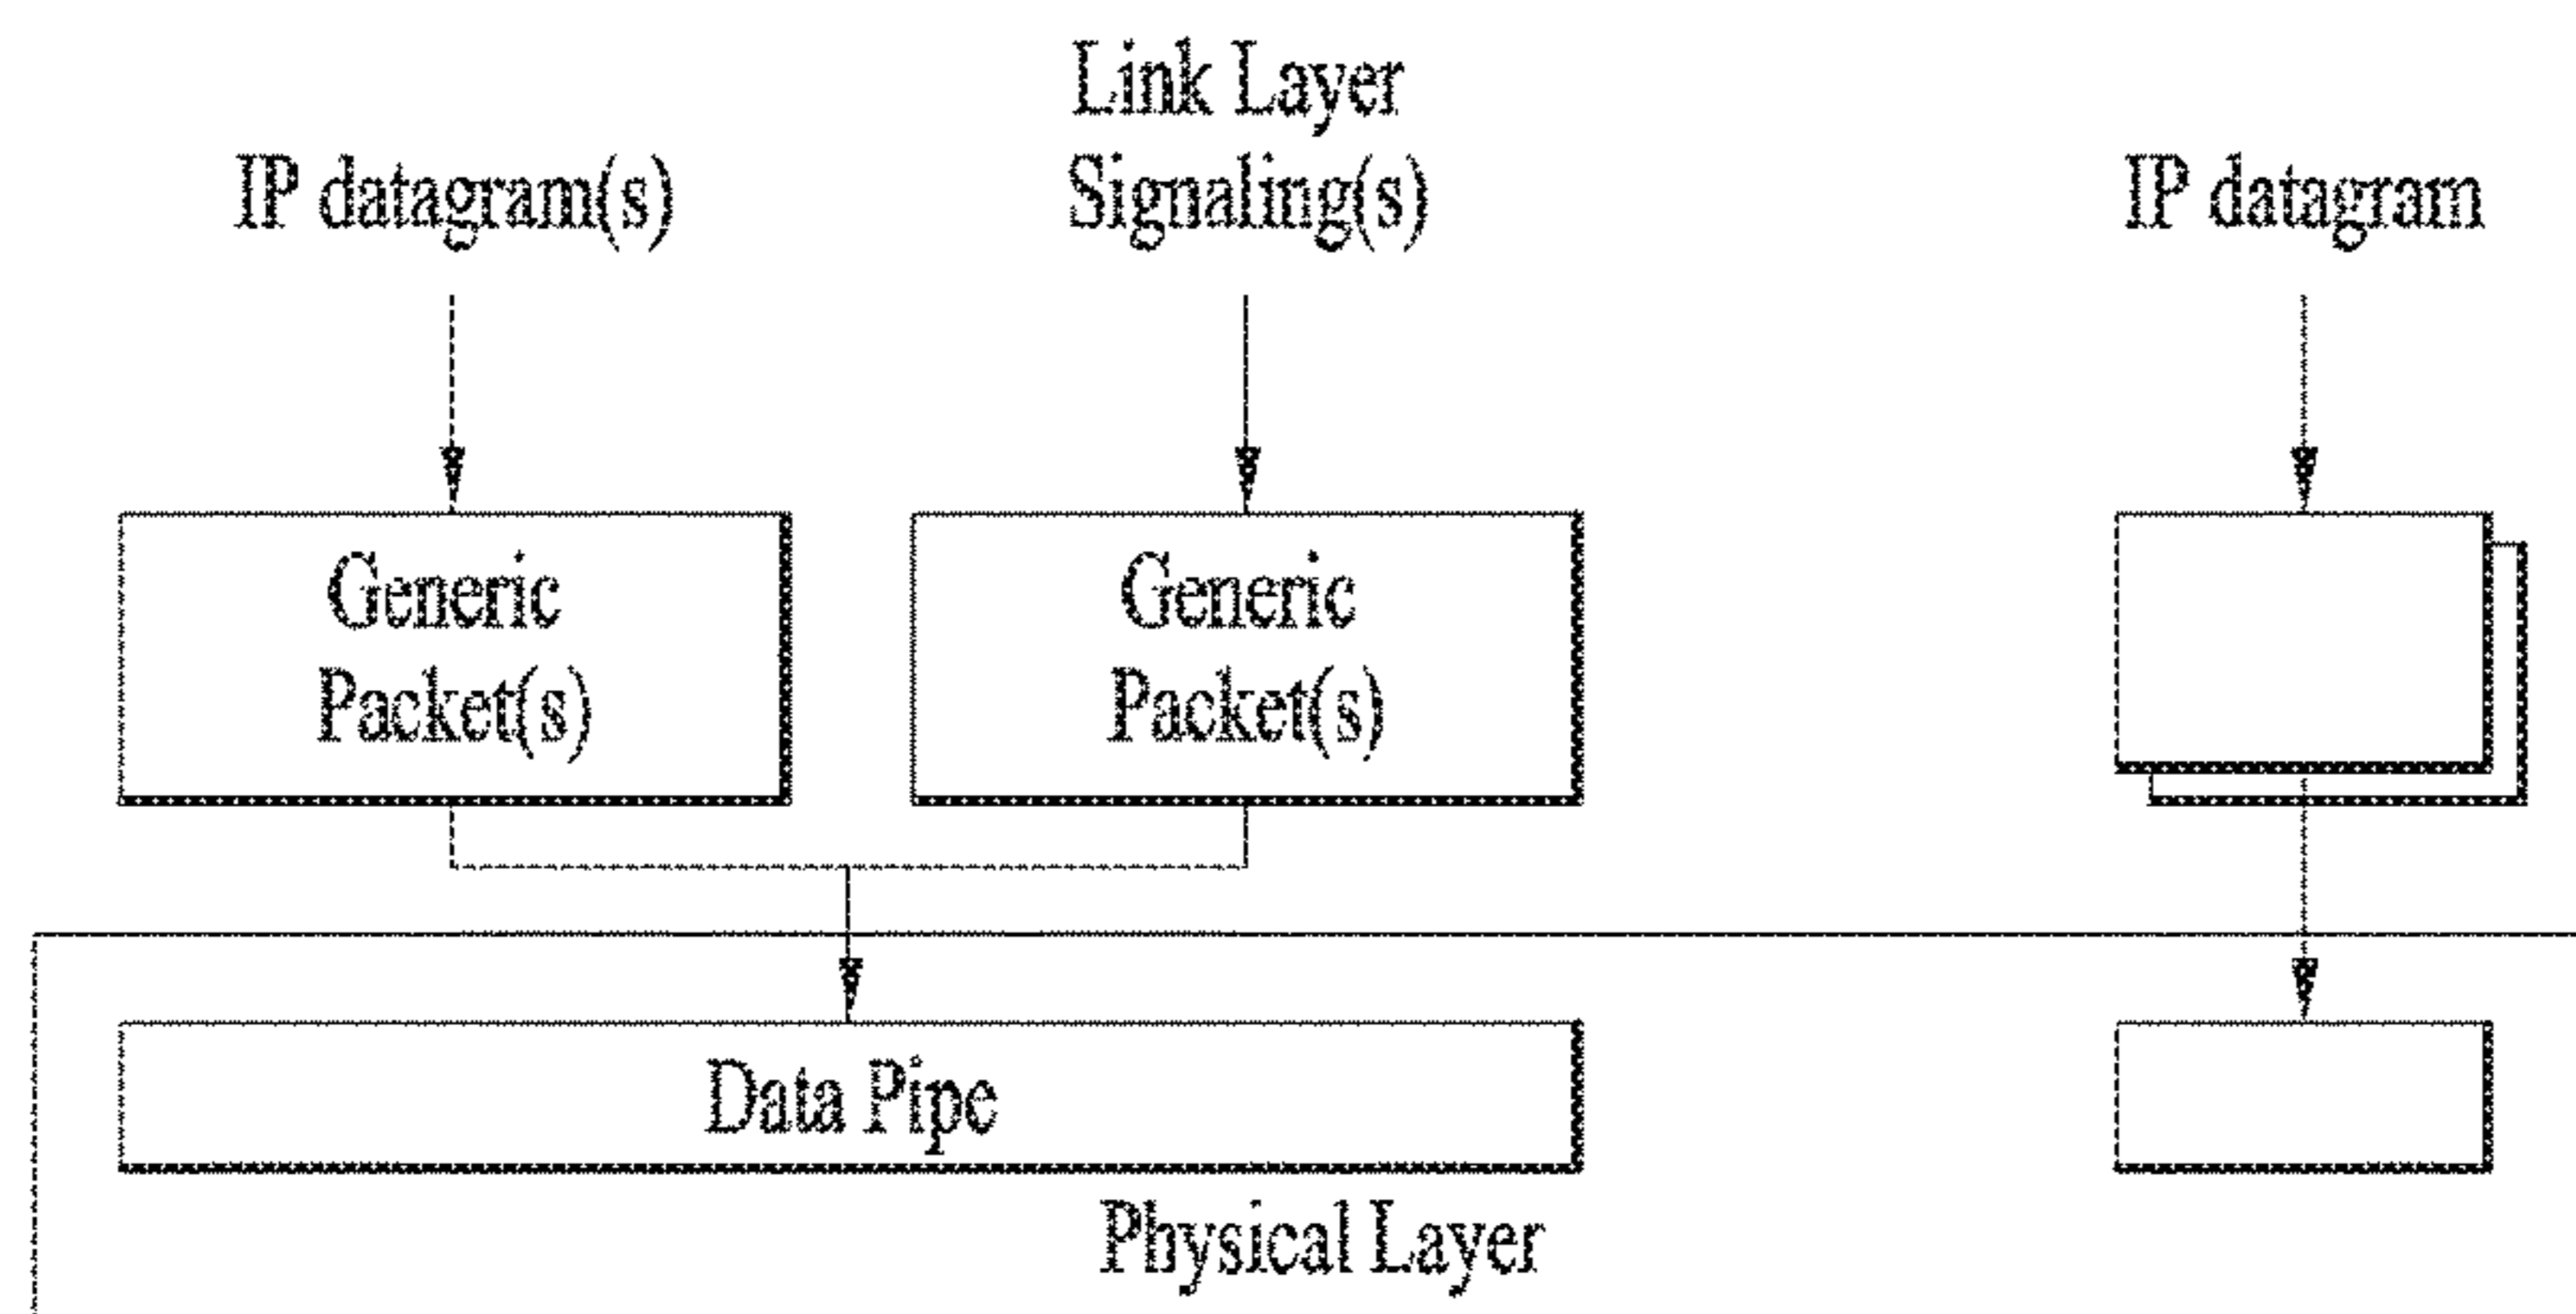 Link Layer
IP datagram(s)
Signaling(s)
IP datagram
Generic
Packet(s)
Generic
Packet(s)
Data Pipe
Physical Layer